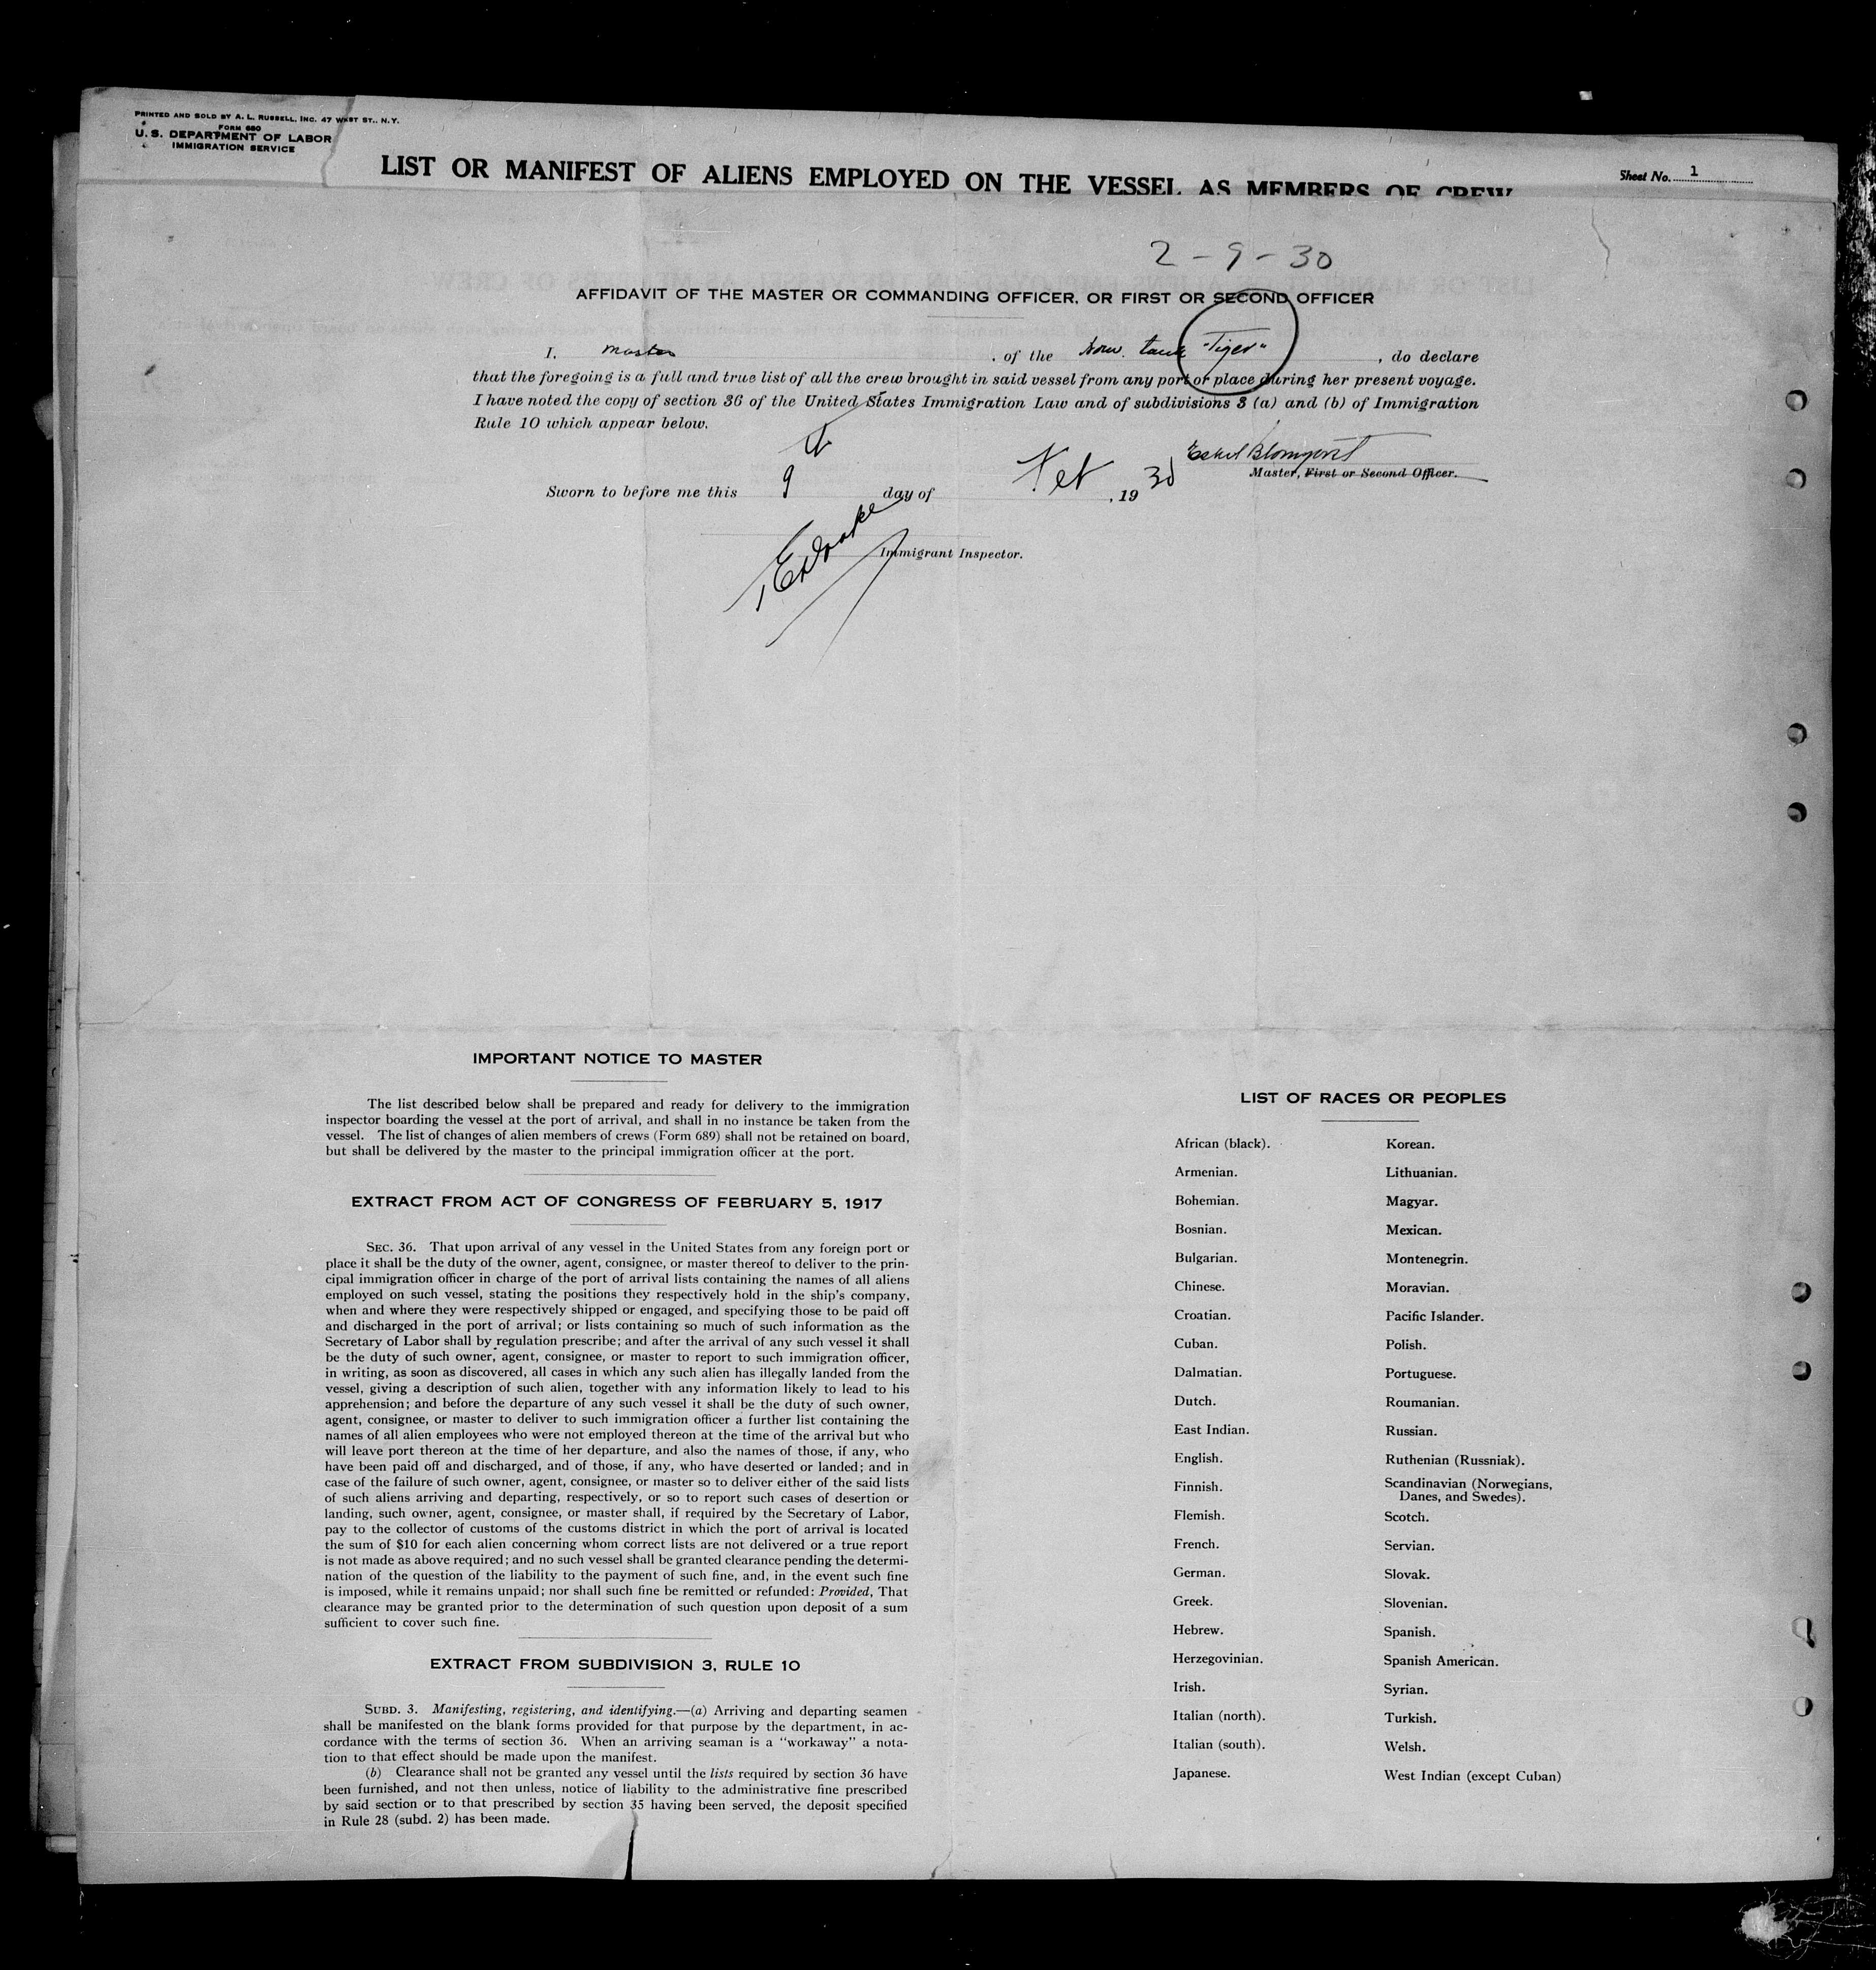 PRINTED AND SOLD BY A. L. RUSSELL, INC. 47 WEST ST., N.Y.
FORM 680
U. S. DEPARTMENT OF LABOR
IMMIGRATION SERVICE
LIST OR MANIFEST OF ALIENS EMPLOYED ON THE VESSEL AS MEMBERS OF CREW
Sheet No. 1
2 - 9 - 30
AFFIDAVIT OF THE MASTER OR COMMANDING OFFICER, OR FIRST OR SECOND OFFICER
I, Master, of the Norw. tank "Tiger", do declare
that the foregoing is a full and true list of all the crew brought in said vessel from any port or place during her present voyage.
I have noted the copy of section 36 of the United States Immigration Law and of subdivisions 3 (a) and (b) of Immigration
Rule 10 which appear below.
Blomqvist
Master, First or Second Officer.
Sworn to before me this 9 day of , 1930
Immigrant Inspector.
IMPORTANT NOTICE TO MASTER
The list described below shall be prepared and ready for delivery to the immigration
inspector boarding the vessel at the port of arrival, and shall in no instance be taken from the
vessel. The list of changes of alien members of crews (Form 689) shall not be retained on board,
but shall be delivered by the master to the principal immigration officer at the port.
EXTRACT FROM ACT OF CONGRESS OF FEBRUARY 5, 1917
SEC. 36. That upon arrival of any vessel in the United States from any foreign port or
place it shall be the duty of the owner, agent, consignee, or master thereof to deliver to the prin-
cipal immigration officer in charge of the port of arrival lists containing the names of all aliens
employed on such vessel, stating the positions they respectively hold in the ship's company,
when and where they were respectively shipped or engaged, and specifying those to be paid off
and discharged in the port of arrival; or lists containing so much of such information as the
Secretary of Labor shall by regulation prescribe; and after the arrival of any such vessel it shall
be the duty of such owner, agent, consignee, or master to report to such immigration officer,
in writing, as soon as discovered, all cases in which any such alien has illegally landed from the
vessel, giving a description of such alien, together with any information likely to lead to his
apprehension; and before the departure of any such vessel it shall be the duty of such owner,
agent, consignee, or master to deliver to such immigration officer a further list containing the
names of all alien employees who were not employed thereon at the time of the arrival but who
will leave port thereon at the time of her departure, and also the names of those, if any, who
have been paid off and discharged, and of those, if any, who have deserted or landed; and in
case of the failure of such owner, agent, consignee, or master so to deliver either of the said lists
of such aliens arriving and departing, respectively, or so to report such cases of desertion or
landing, such owner, agent, consignee, or master shall, if required by the Secretary of Labor,
pay to the collector of customs of the customs district in which the port of arrival is located
the sum of $10 for each alien concerning whom correct lists are not delivered or a true report
is not made as above required; and no such vessel shall be granted clearance pending the determi-
nation of the question of the liability to the payment of such fine, and, in the event such fine
is imposed, while it remains unpaid; nor shall such fine be remitted or refunded: Provided, That
clearance may be granted prior to the determination of such question upon deposit of a sum
sufficient to cover such fine.
EXTRACT FROM SUBDIVISION 3, RULE 10
SUBD. 3. Manifesting, registering, and identifying.—(a) Arriving and departing seamen
shall be manifested on the blank forms provided for that purpose by the department, in ac-
cordance with the terms of section 36. When an arriving seaman is a "workaway" a nota-
tion to that effect should be made upon the manifest.
(b) Clearance shall not be granted any vessel until the lists required by section 36 have
been furnished, and not then unless, notice of liability to the administrative fine prescribed
by said section or to that prescribed by section 35 having been served, the deposit specified
in Rule 28 (subd. 2) has been made.
LIST OF RACES OR PEOPLES
African (black). Korean.
Armenian. Lithuanian.
Bohemian. Magyar.
Bosnian. Mexican.
Bulgarian. Montenegrin.
Chinese. Moravian.
Croatian. Pacific Islander.
Cuban. Polish.
Dalmatian. Portuguese.
Dutch. Roumanian.
East Indian. Russian.
English. Ruthenian (Russniak).
Finnish. Scandinavian (Norwegians,
Danes, and Swedes).
Flemish. Scotch.
French. Servian.
German. Slovak.
Greek. Slovenian.
Hebrew. Spanish.
Herzegovinian. Spanish American.
Irish. Syrian.
Italian (north). Turkish.
Italian (south). Welsh.
Japanese. West Indian (except Cuban)